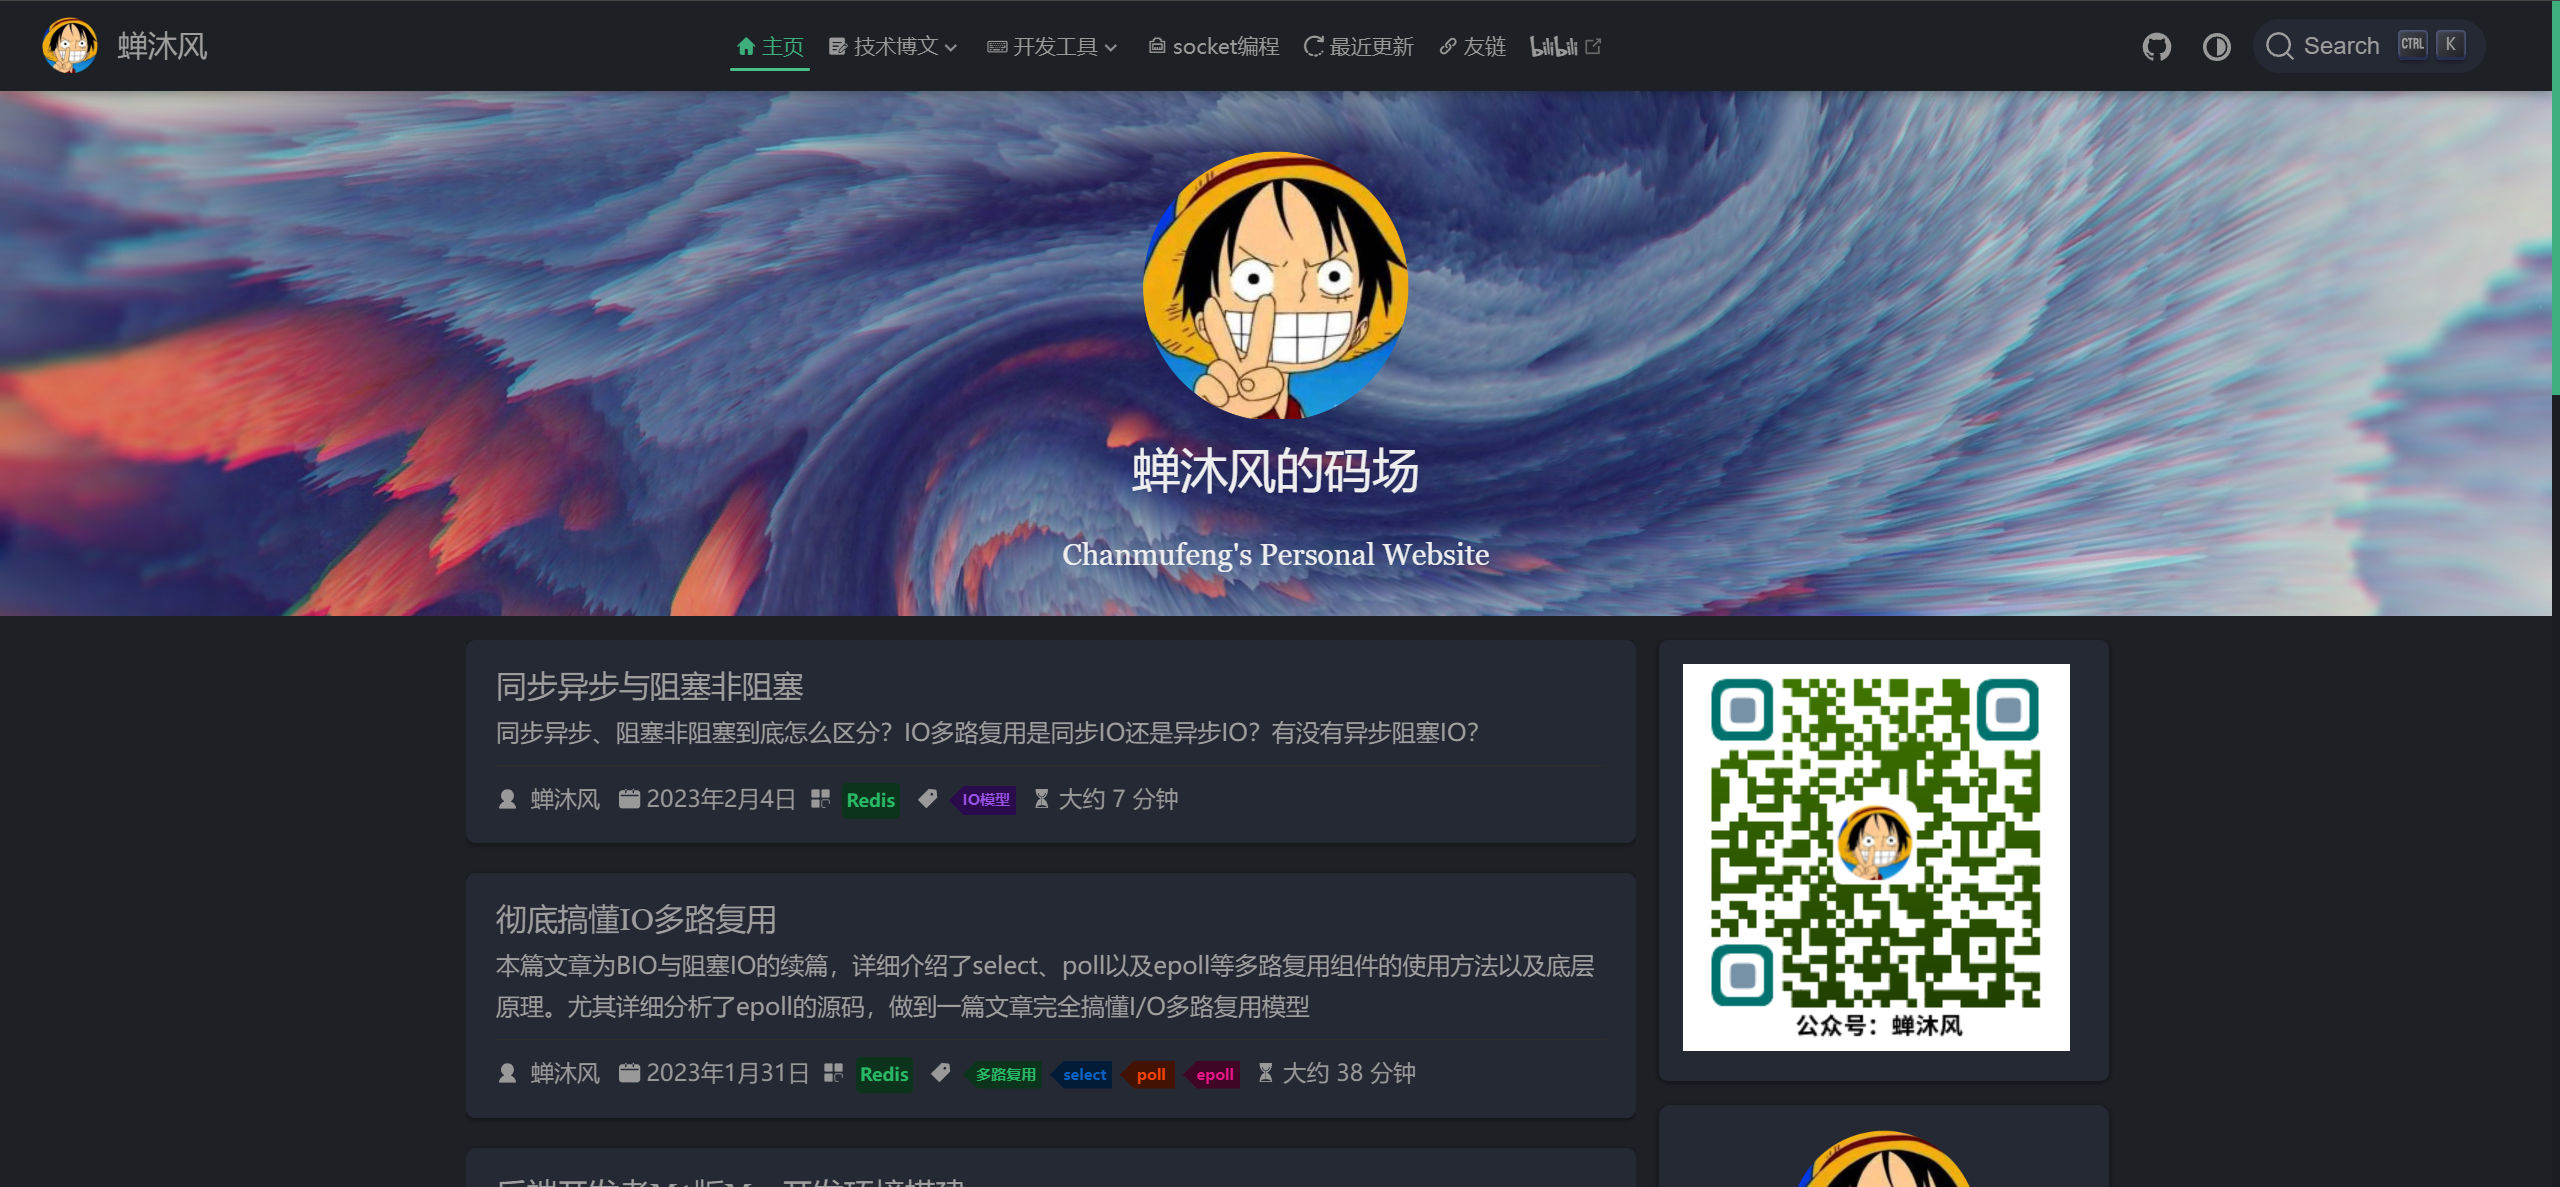 蝉沐风
主页 技术博文 开发工具 socket编程 最近更新 友链 bilibili
Search CTRL K
蝉沐风的码场
Chanmufeng's Personal Website
同步异步与阻塞非阻塞
同步异步、阻塞非阻塞到底怎么区分？IO多路复用是同步IO还是异步IO？有没有异步阻塞IO？
蝉沐风 2023年2月4日 Redis IO模型 大约 7 分钟
彻底搞懂IO多路复用
本篇文章为BIO与阻塞IO的续篇，详细介绍了select、poll以及epoll等多路复用组件的使用方法以及底层
原理。尤其详细分析了epoll的源码，做到一篇文章完全搞懂I/O多路复用模型
蝉沐风 2023年1月31日 Redis 多路复用 select poll epoll 大约 38 分钟
公众号：蝉沐风